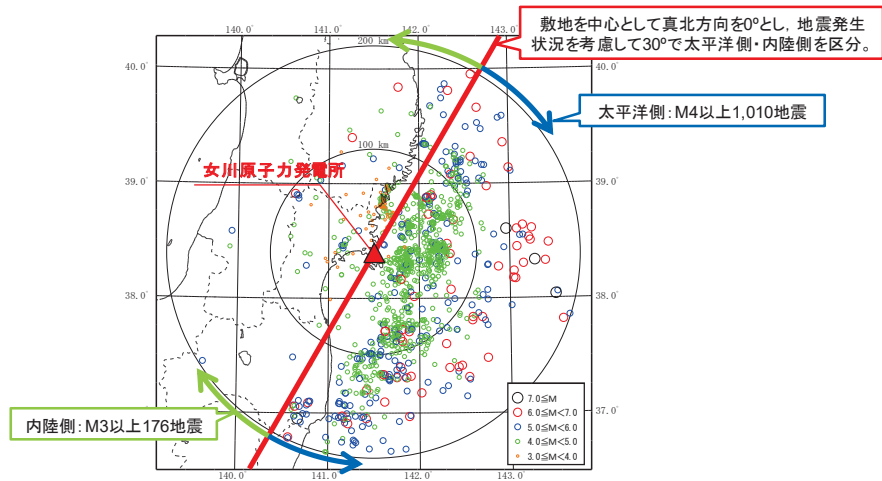 敷地を中心として真北方向を0°とし，地震発生
状況を考慮して30°で太平洋側・内陸側を区分。
140.0°
141.0°
142.0°
143.0°
200 km
40.0°
40.0°
太平洋側：M4以上1,010地震
100 km
女川原子力発電所
39.0°
39.0°
38.0°
38.0°
7.0≦M
6.0≦M<7.0
5.0≦M<6.0
4.0≦M<5.0
3.0≦M<4.0
37.0°
37.0°
内陸側：M3以上176地震
140.0°
141.0°
142.0°
143.0°